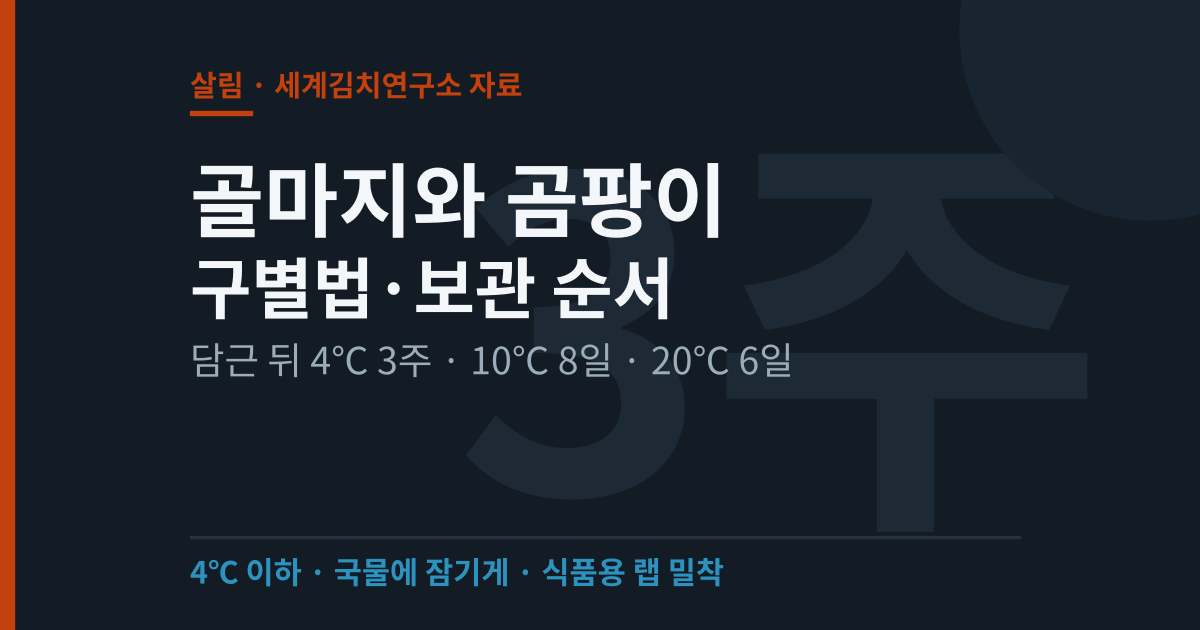 살림 · 세계김치연구소 자료
골마지와 곰팡이
구별법·보관 순서
담근 뒤 4°C 3주 · 10°C 8일 · 20°C 6일
3주
4°C 이하 · 국물에 잠기게 · 식품용 랩 밀착